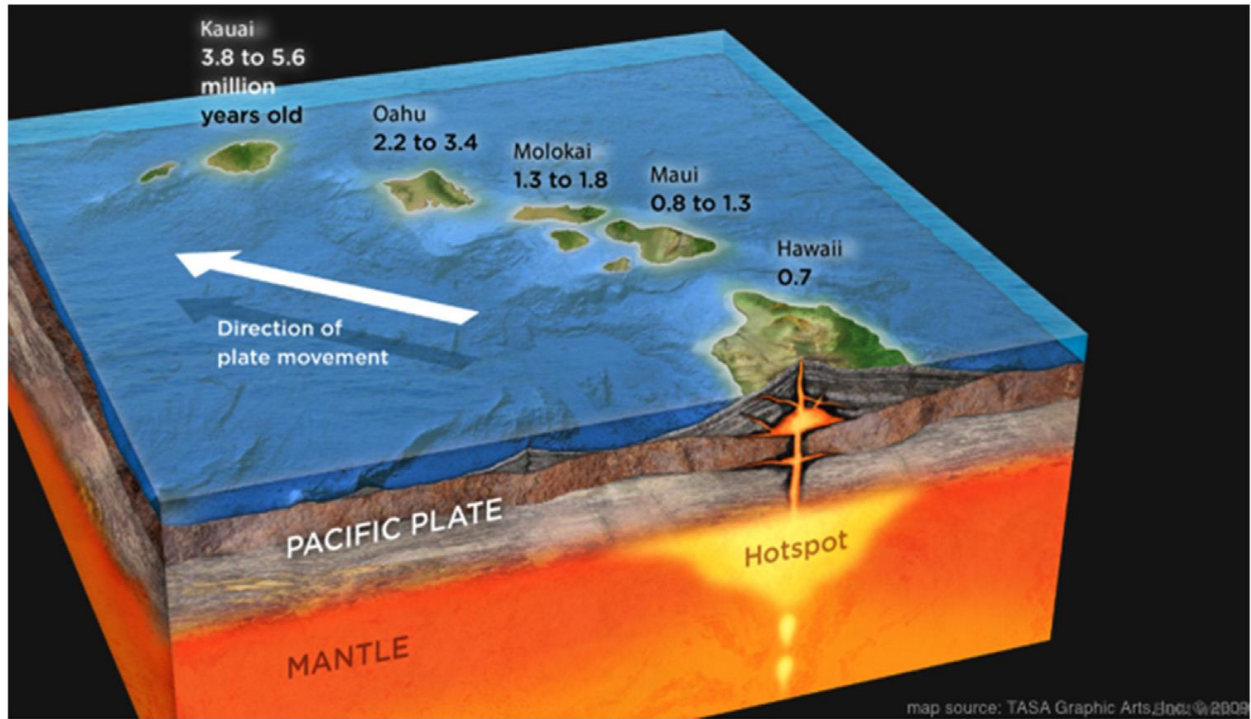 Kauai
3.8 to 5.6
million
years old
Oahu
2.2 to 3.4
Molokai
1.3 to 1.8
Maui
0.8 to 1.3
Hawaii
0.7
Direction of
plate movement
PACIFIC PLATE
Hotspot
MANTLE
map source: TASA Graphic Arts, Inc. © 2009